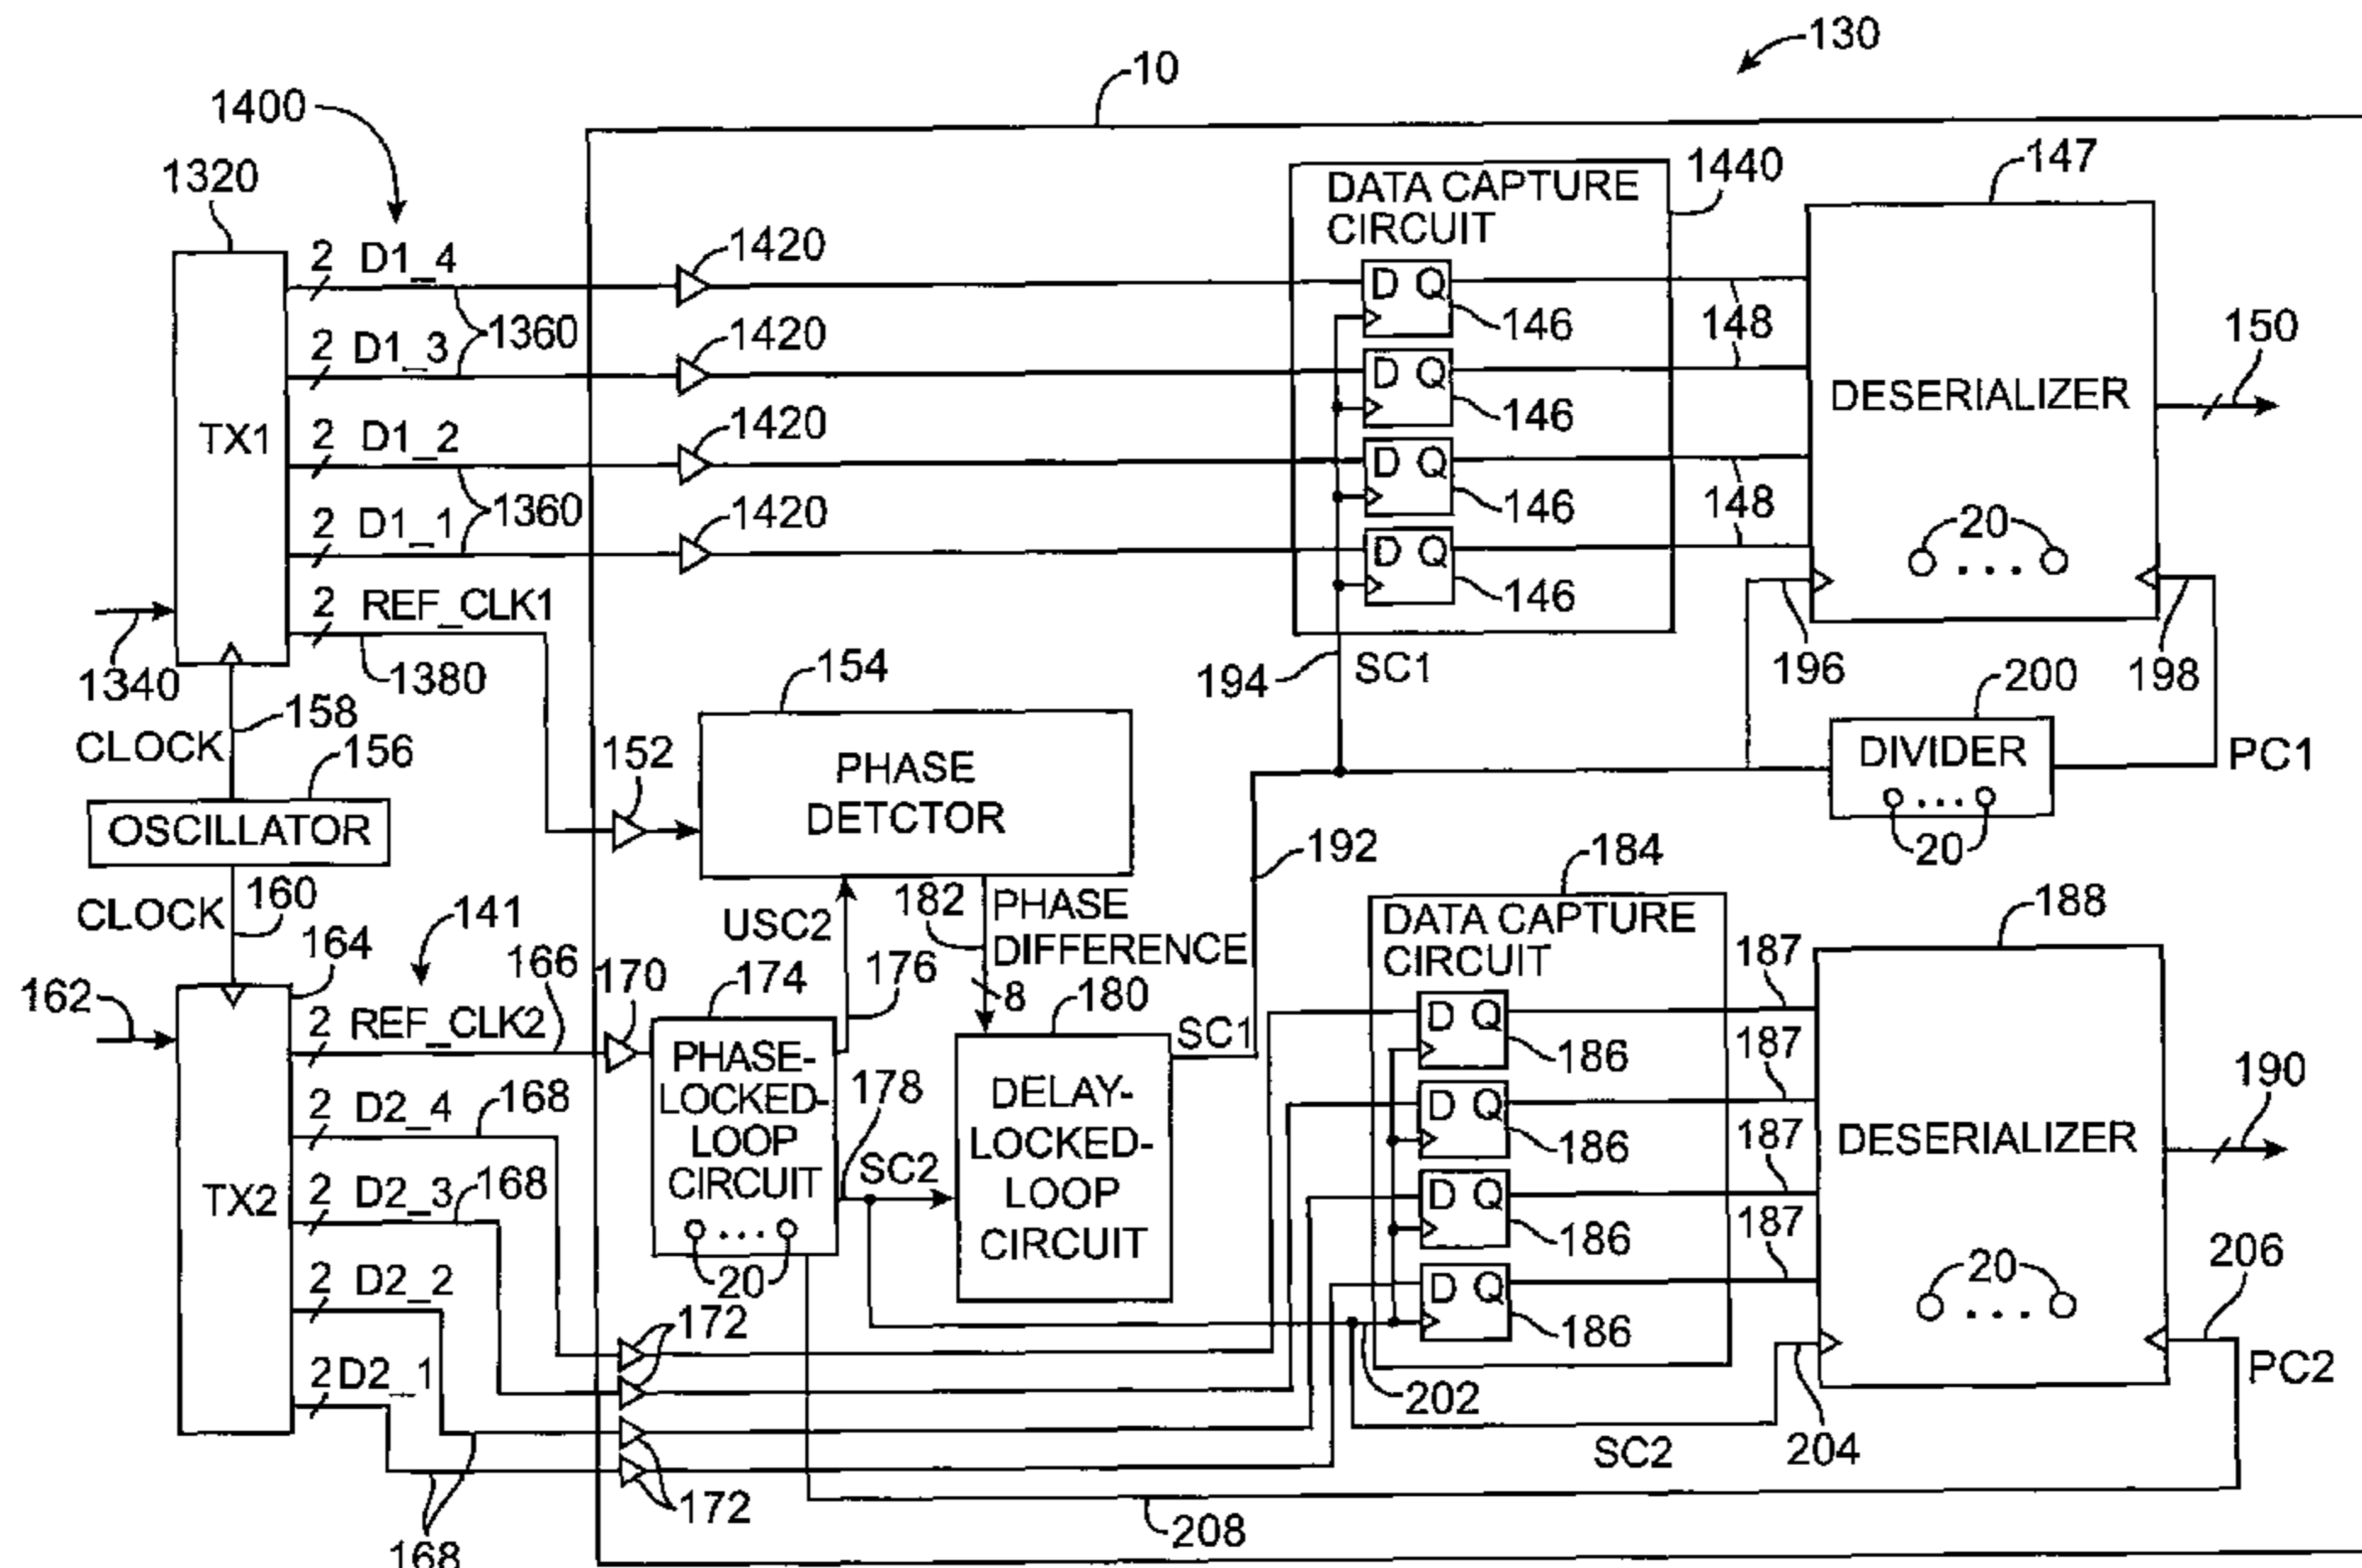 130
10
1400
1320
1440
147
DATA CAPTURE
CIRCUIT
2 D1_4
1420
D Q
146
148
1360
2 D1_3
1420
D Q
146
150
DESERIALIZER
TX1
2 D1_2
1420
D Q
146
148
1360
2 D1_1
1420
D Q
146
20
2 REF_CLK1
1340
1380
194
SC1
196
198
158
CLOCK
154
200
156
152
PHASE
DETCTOR
DIVIDER
PC1
OSCILLATOR
20
192
184
160
CLOCK
141
164
182
PHASE
DIFFERENCE
USC2
DATA CAPTURE
CIRCUIT
188
162
166
170
174
176
8
180
187
2 REF_CLK2
SC1
D Q
186
187
PHASE-
LOCKED-
LOOP
CIRCUIT
178
DELAY-
LOCKED-
LOOP
CIRCUIT
190
2 D2_4
168
D Q
186
187
DESERIALIZER
TX2
2 D2_3
168
SC2
D Q
186
187
20
2 D2_2
172
D Q
186
20
206
2 D2_1
202
PC2
SC2
204
172
208
168